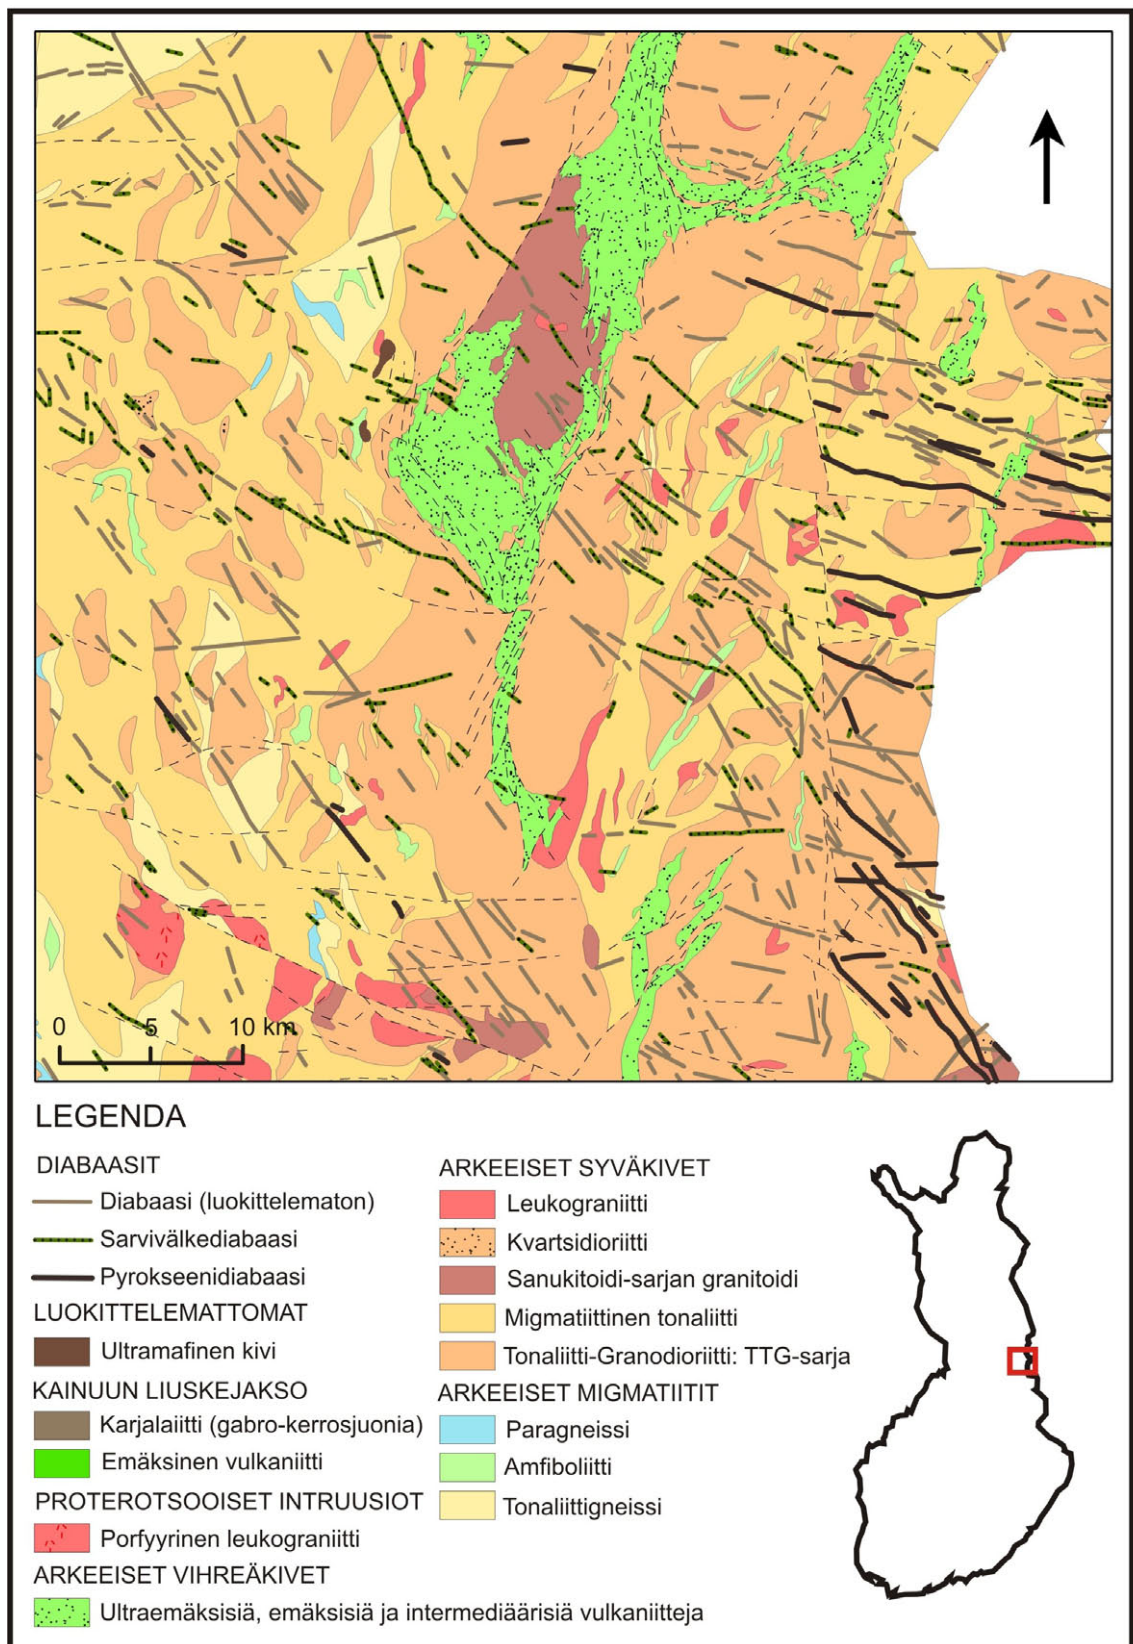 0 5 10 km
LEGENDA
DIABAASIT
Diabaasi (luokittelematon)
Sarvivälkediabaasi
Pyrokseenidiabaasi
LUOKITTELEMATTOMAT
Ultramafinen kivi
KAINUUN LIUSKEJAKSO
Karjalaiitti (gabro-kerrosjuonia)
Emäksinen vulkaniitti
PROTEROTSOOISET INTRUUSIOT
Porfyyrinen leukograniitti
ARKEEISET VIHREÄKIVET
Ultraemäksisiä, emäksisiä ja intermediäärisiä vulkaniitteja
ARKEEISET SYVÄKIVET
Leukograniitti
Kvartsidioriitti
Sanukitoidi-sarjan granitoidi
Migmatiittinen tonaliitti
Tonaliitti-Granodioriitti: TTG-sarja
ARKEEISET MIGMATIITIT
Paragneissi
Amfiboliitti
Tonaliittigneissi